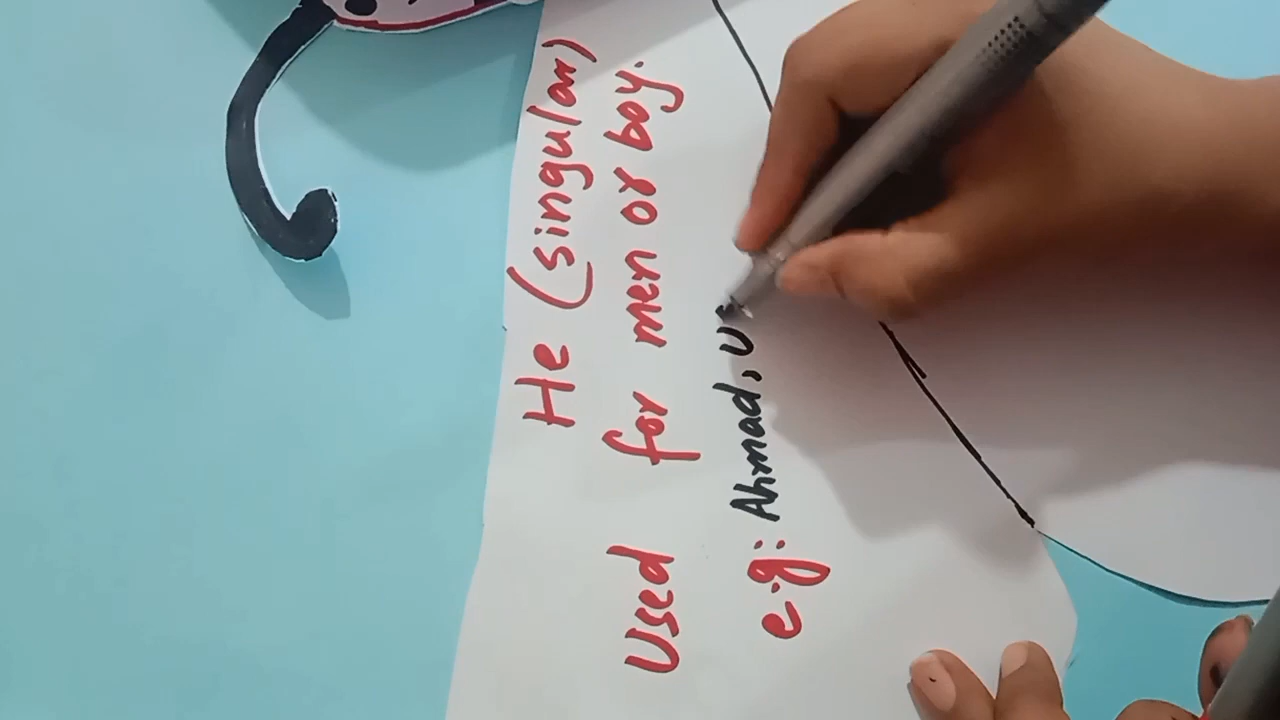 He (singular)
Used for men or boy.
e.g: Ahmad,